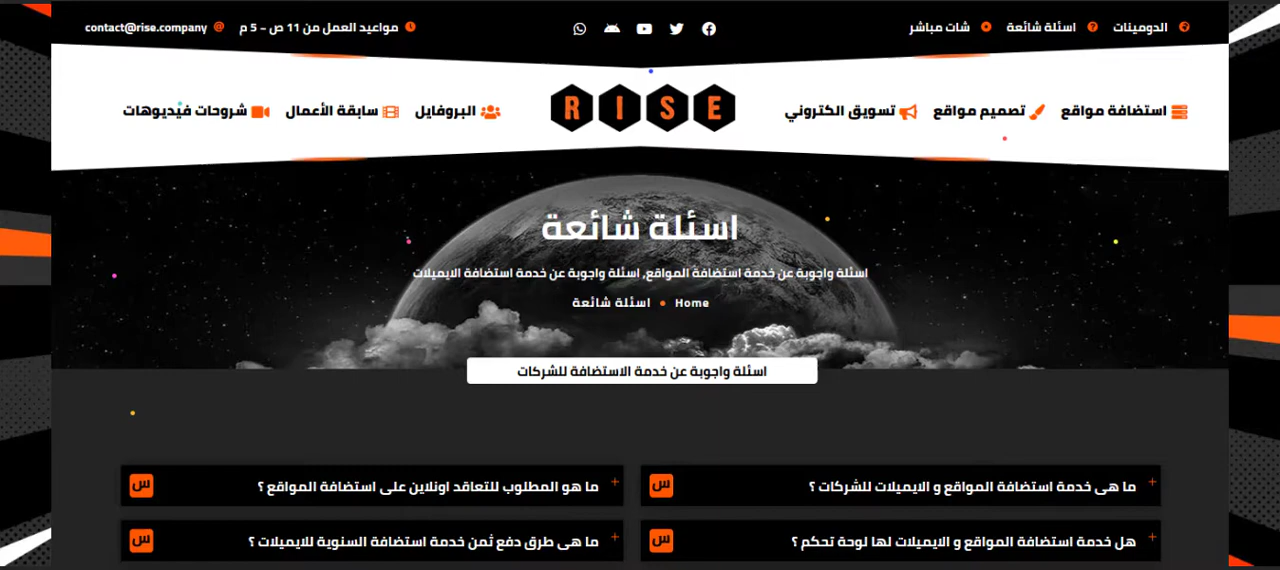 الدومينات اسئلة شائعة شات مباشر
مواعيد العمل من 11 ص - 5 م contact@rise.company
استضافة مواقع تصميم مواقع تسويق الكتروني
RISE
البروفايل سابقة الأعمال شروحات فيديوهات
اسئلة شائعة
اسئلة واجوبة عن خدمة استضافة المواقع, اسئلة واجوبة عن خدمة استضافة الايميلات
Home • اسئلة شائعة
اسئلة واجوبة عن خدمة الاستضافة للشركات
ما هى خدمة استضافة المواقع و الايميلات للشركات ؟ س
ما هو المطلوب للتعاقد اونلاين على استضافة المواقع ؟ س
هل خدمة استضافة المواقع و الايميلات لها لوحة تحكم ؟ س
ما هى طرق دفع ثمن خدمة استضافة السنوية للايميلات ؟ س